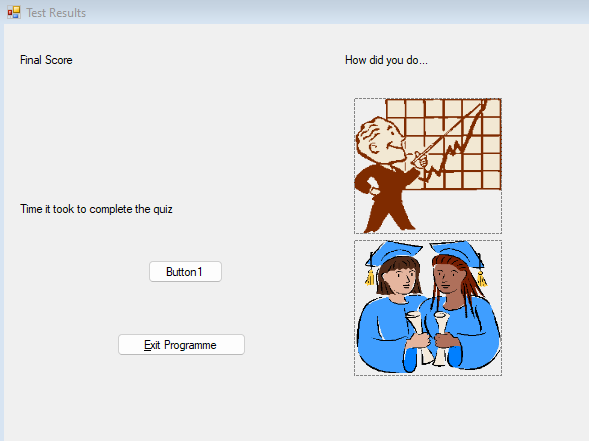 Test Results
Final Score
How did you do...
Time it took to complete the quiz
Button1
Exit Programme